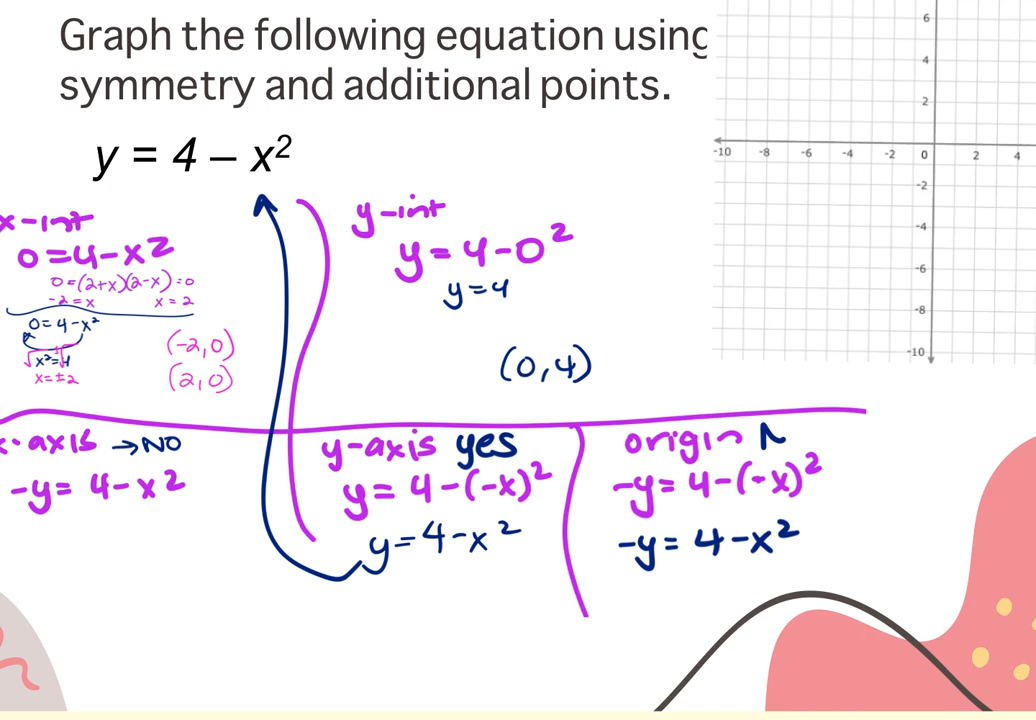 Graph the following equation using
symmetry and additional points.
y = 4 – x²
x-int
0=4-x2
0=(2+x)(2-x)=0
-2=x x=2
0=4-x²
x²=4
x=±2
(-2,0)
(2,0)
y-int
y=4-0²
y=4
(0,4)
x-axis →NO
-y= 4-x2
y-axis yes
y= 4-(-x)²
y=4-x²
origin
-y= 4-(-x)²
-y= 4-x²
6
4
2
-10 -8 -6 -4 -2 0 2 4
-2
-4
-6
-8
-10